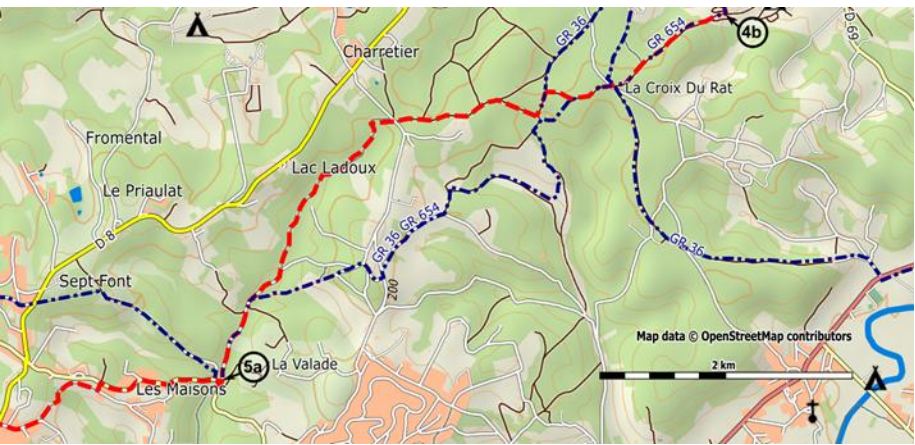 GR 36
GR 654
4b
D 69
Charretier
La Croix Du Rat
Fromental
Lac Ladoux
Le Priaulat
GR 36 GR 654
D 8
GR 36
Sept Font
200
Map data © OpenStreetMap contributors
5a
La Valade
2 km
Les Maisons